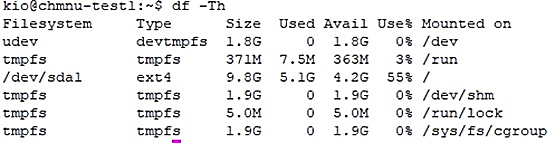 kio@chmnu-testl:~$ df -Th
Filesystem     Type      Size  Used Avail Use% Mounted on
udev           devtmpfs  1.8G     0  1.8G   0% /dev
tmpfs          tmpfs     371M  7.5M  363M   3% /run
/dev/sdal      ext4      9.8G  5.1G  4.2G  55% /
tmpfs          tmpfs     1.9G     0  1.9G   0% /dev/shm
tmpfs          tmpfs     5.0M     0  5.0M   0% /run/lock
tmpfs          tmpfs     1.9G     0  1.9G   0% /sys/fs/cgroup